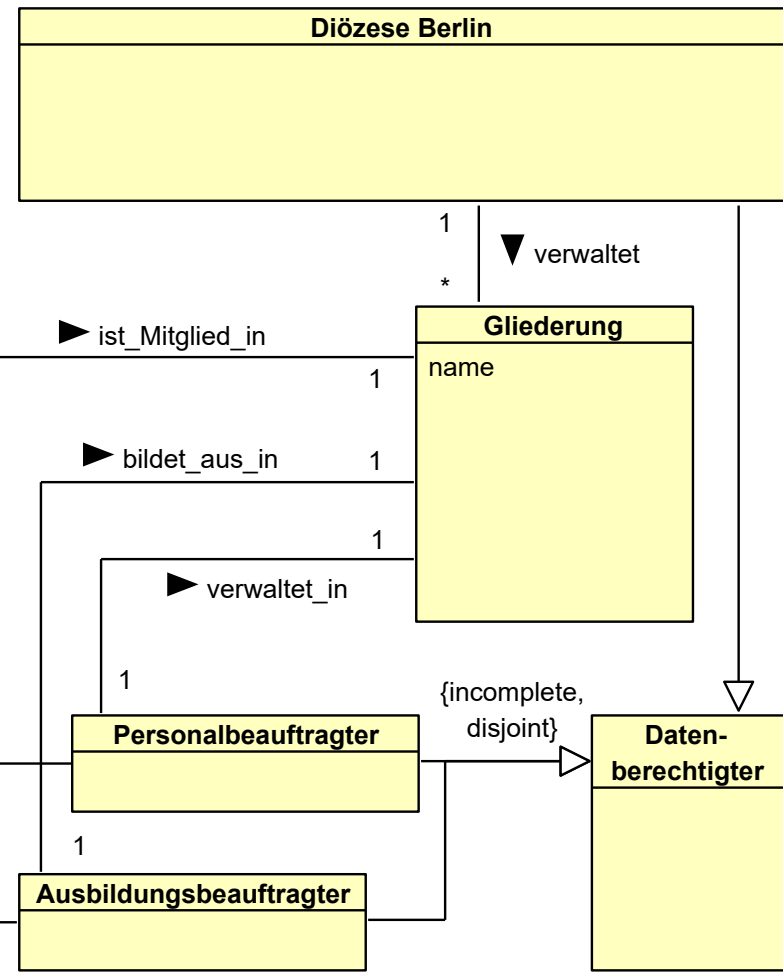 Diözese Berlin
1
verwaltet
*
Gliederung
name
ist_Mitglied_in
1
bildet_aus_in
1
1
verwaltet_in
1
{incomplete,
disjoint}
Personalbeauftragter
Daten-
berechtigter
1
Ausbildungsbeauftragter